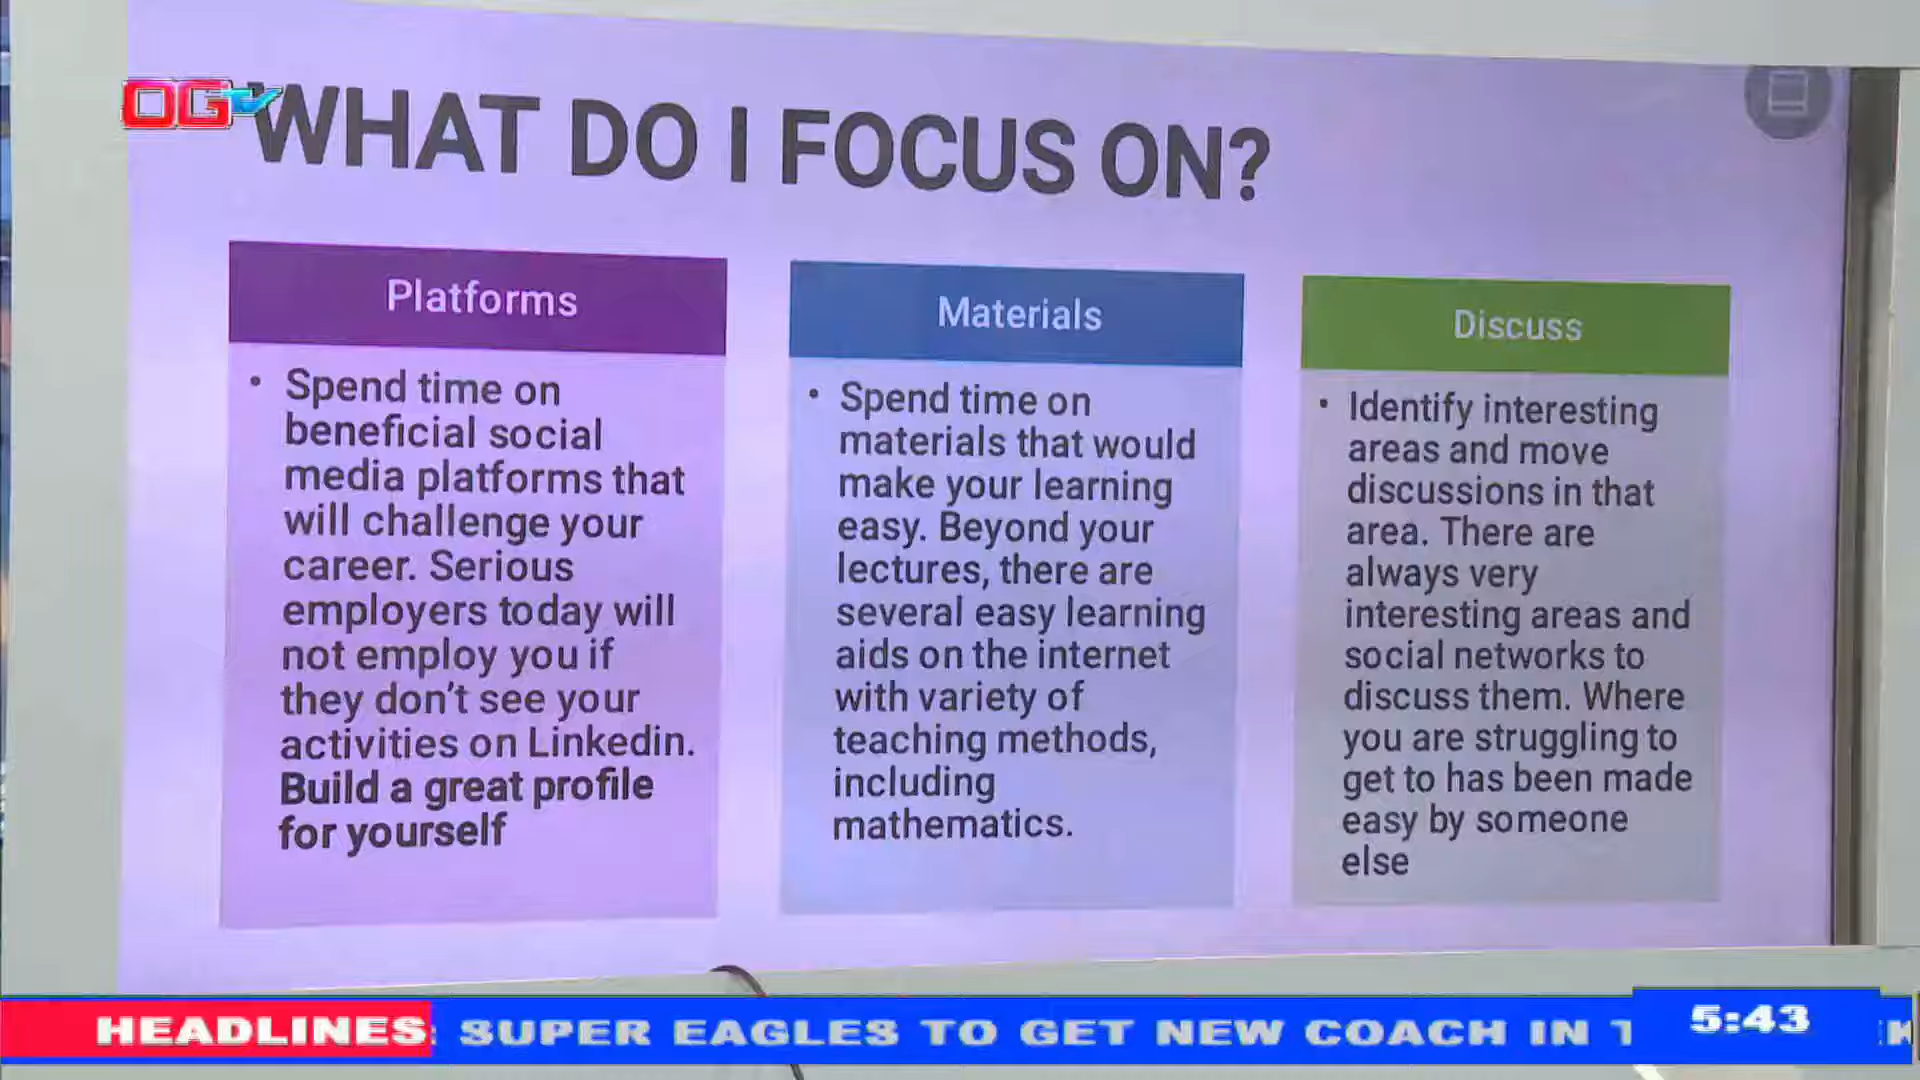 OGTV
WHAT DO I FOCUS ON?
Platforms
• Spend time on
beneficial social
media platforms that
will challenge your
career. Serious
employers today will
not employ you if
they don't see your
activities on Linkedin.
Build a great profile
for yourself
Materials
• Spend time on
materials that would
make your learning
easy. Beyond your
lectures, there are
several easy learning
aids on the internet
with variety of
teaching methods,
including
mathematics.
Discuss
• Identify interesting
areas and move
discussions in that
area. There are
always very
interesting areas and
social networks to
discuss them. Where
you are struggling to
get to has been made
easy by someone
else
HEADLINES: SUPER EAGLES TO GET NEW COACH IN
5:43